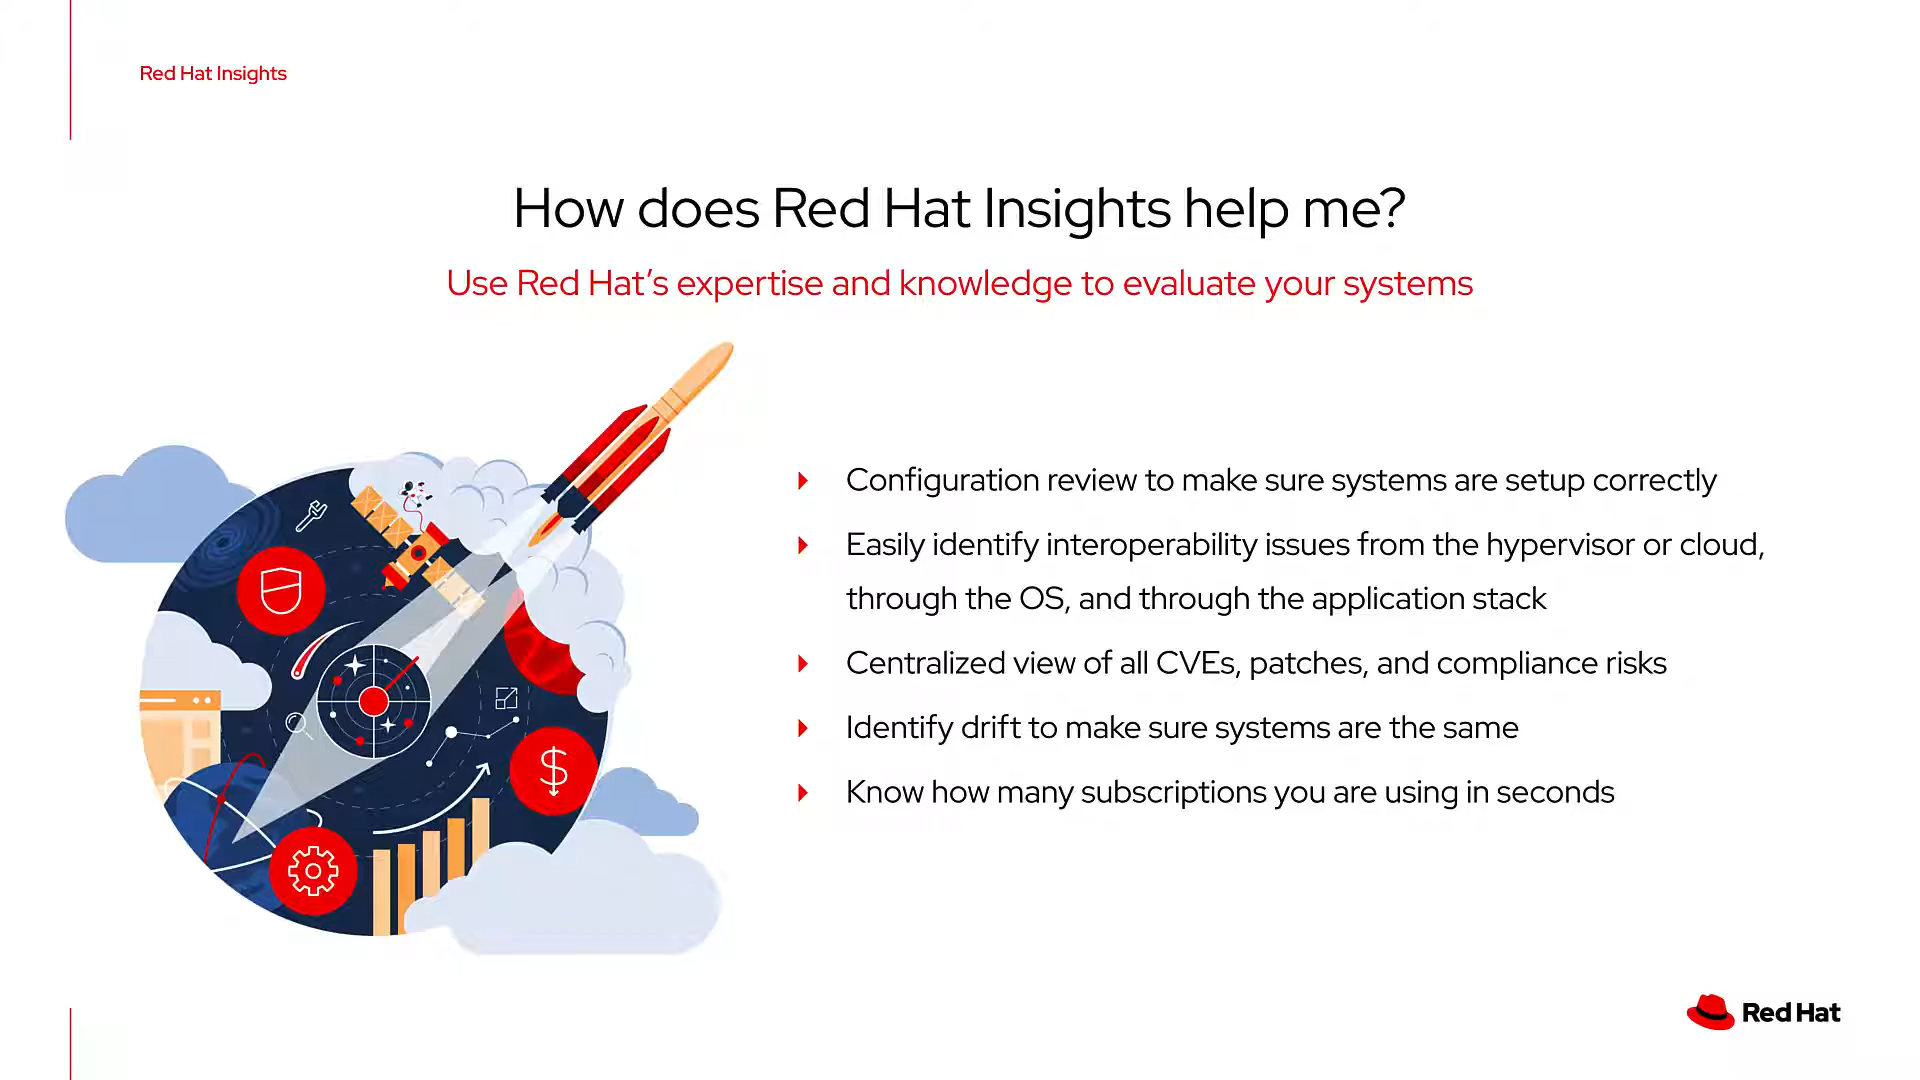 Red Hat Insights
How does Red Hat Insights help me?
Use Red Hat’s expertise and knowledge to evaluate your systems
Configuration review to make sure systems are setup correctly
Easily identify interoperability issues from the hypervisor or cloud,
through the OS, and through the application stack
Centralized view of all CVEs, patches, and compliance risks
Identify drift to make sure systems are the same
Know how many subscriptions you are using in seconds
Red Hat